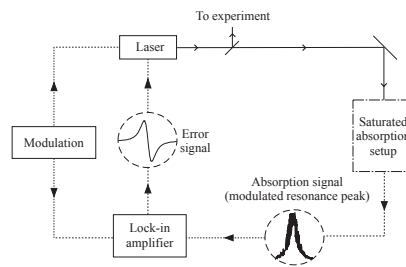 To experiment
Laser
Modulation
Error
signal
Saturated
absorption
setup
Absorption signal
(modulated resonance peak)
Lock-in
amplifier